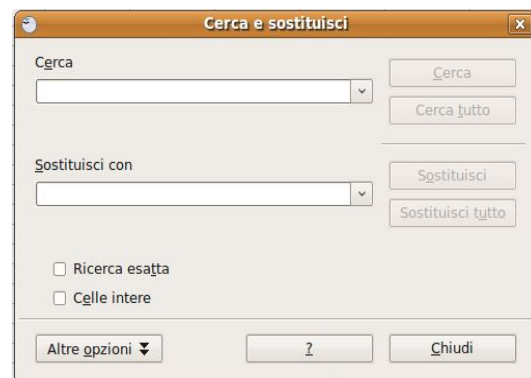 Cerca e sostituisci
Cerca
Cerca
Cerca tutto
Sostituisci con
Sostituisci
Sostituisci tutto
Ricerca esatta
Celle intere
Altre opzioni
?
Chiudi